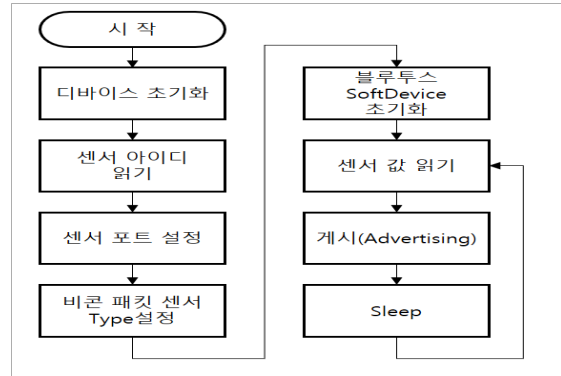 시 작
디바이스 초기화
센서 아이디
읽기
센서 포트 설정
비콘 패킷 센서
Type설정
블루투스
SoftDevice
초기화
센서 값 읽기
게시(Advertising)
Sleep